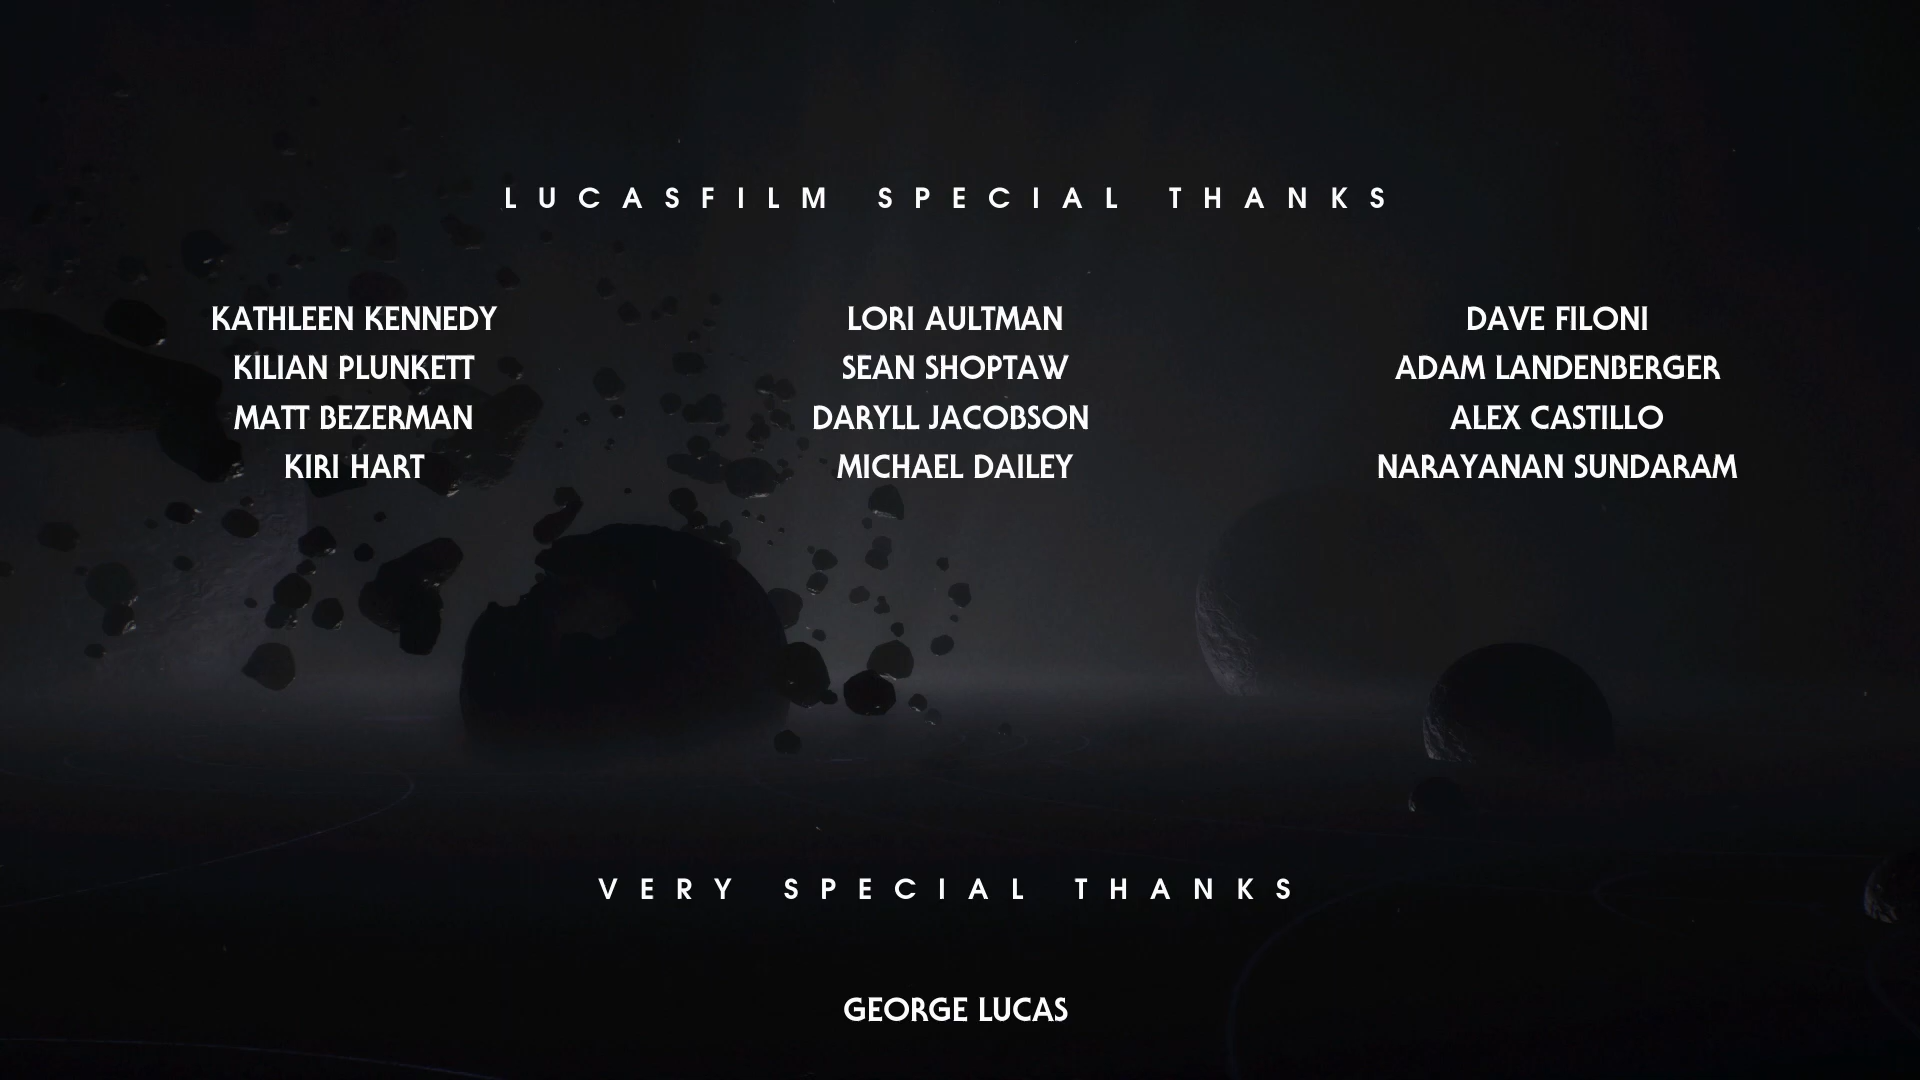 LUCASFILM SPECIAL THANKS
KATHLEEN KENNEDY
KILIAN PLUNKETT
MATT BEZERMAN
KIRI HART
LORI AULTMAN
SEAN SHOPTAW
DARYLL JACOBSON
MICHAEL DAILEY
DAVE FILONI
ADAM LANDENBERGER
ALEX CASTILLO
NARAYANAN SUNDARAM
VERY SPECIAL THANKS
GEORGE LUCAS